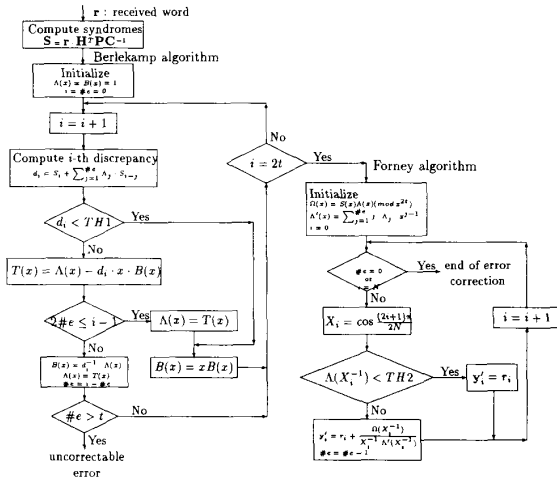 r : received word
Compute syndromes
S = r H^T PC^-1
Berlekamp algorithm
Initialize
Λ(x) = B(x) = 1
i = #e = 0
i = i + 1
Compute i-th discrepancy
d_i = S_i + ∑_{j=1}^{#e} Λ_j · S_{i-j}
d_i < TH1
Yes
No
T(x) = Λ(x) − d_i · x · B(x)
2#e ≤ i − 1
Yes
Λ(x) = T(x)
No
B(x) = d_i^-1 Λ(x)
Λ(x) = T(x)
#e = i − #e
B(x) = xB(x)
#e > t
No
Yes
uncorrectable
error
No
i = 2t
Yes
Forney algorithm
Initialize
Ω(x) = S(x)Λ(x)(mod x^2t)
Λ'(x) = ∑_{j=1}^{#e} j Λ_j x^{j-1}
i = 0
#e = 0
or
i = N
Yes
end of error
correction
No
X_i = cos (2i+1)π/2N
i = i + 1
Λ(X_i^-1) < TH2
Yes
y'_i = r_i
No
y'_i = r_i + Ω(X_i^-1)/X_i^-1 Λ'(X_i^-1)
#e = #e − 1